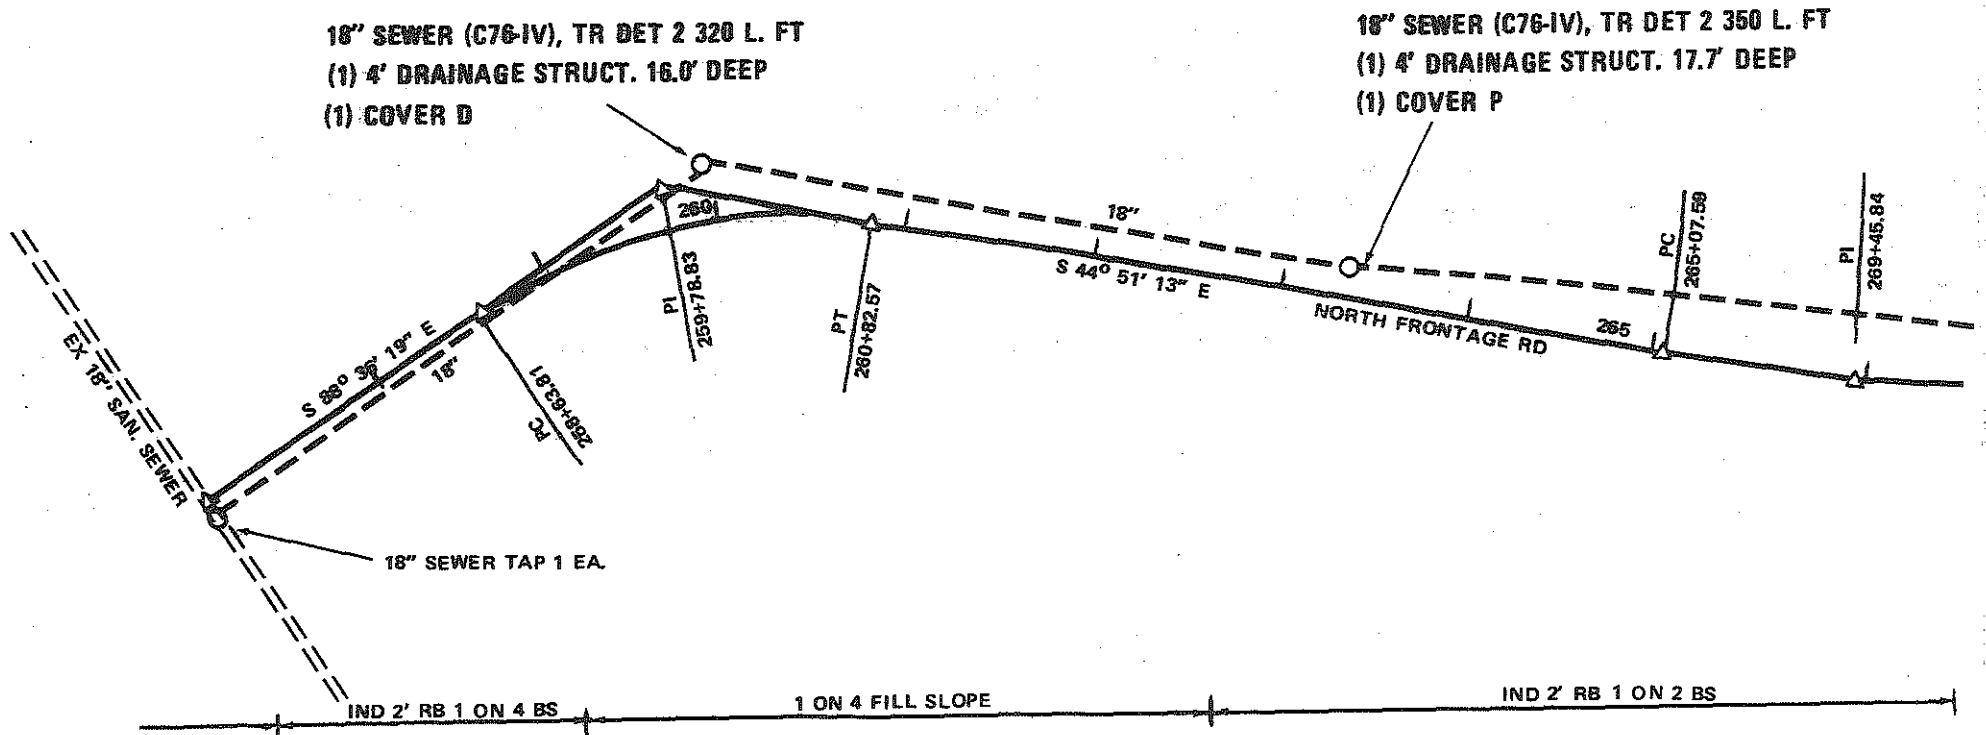 18" SEWER (C76-IV), TR DET 2 320 L. FT
(1) 4' DRAINAGE STRUCT. 16.0' DEEP
(1) COVER D
18" SEWER (C76-IV), TR DET 2 350 L. FT
(1) 4' DRAINAGE STRUCT. 17.7' DEEP
(1) COVER P
260
18"
PC
265+07.59
PI
269+45.84
PI
259+78.83
PT
260+82.57
S 44° 51' 13" E
NORTH FRONTAGE RD
265
S 88° 36' 19" E
18"
PC
258+63.81
EX 18" SAN. SEWER
18" SEWER TAP 1 EA.
IND 2' RB 1 ON 4 BS
1 ON 4 FILL SLOPE
IND 2' RB 1 ON 2 BS